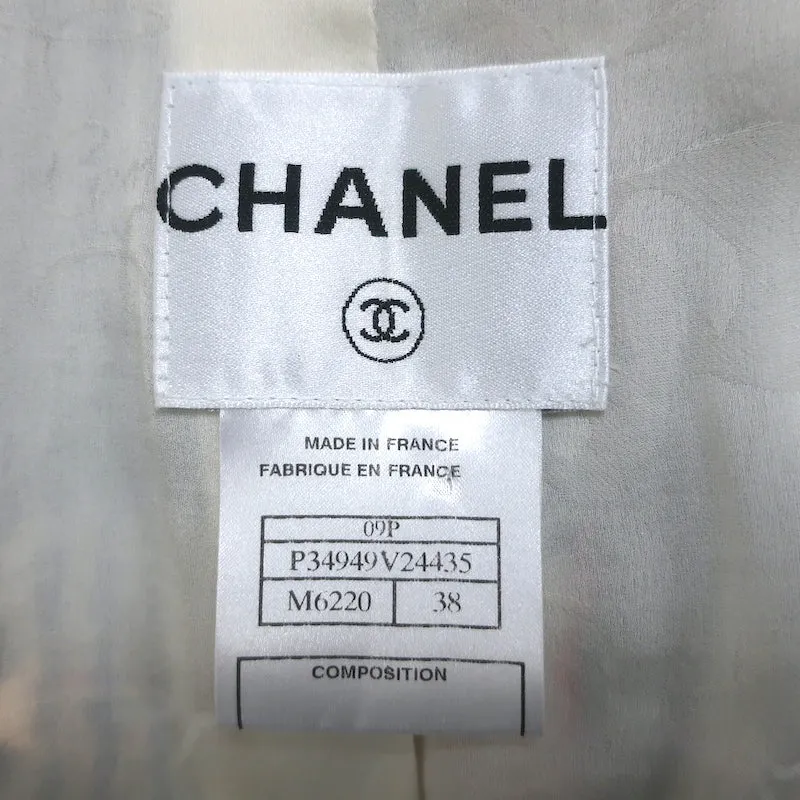 CHANEL
MADE IN FRANCE
FABRIQUE EN FRANCE
09P
P34949V24435
M6220 38
COMPOSITION